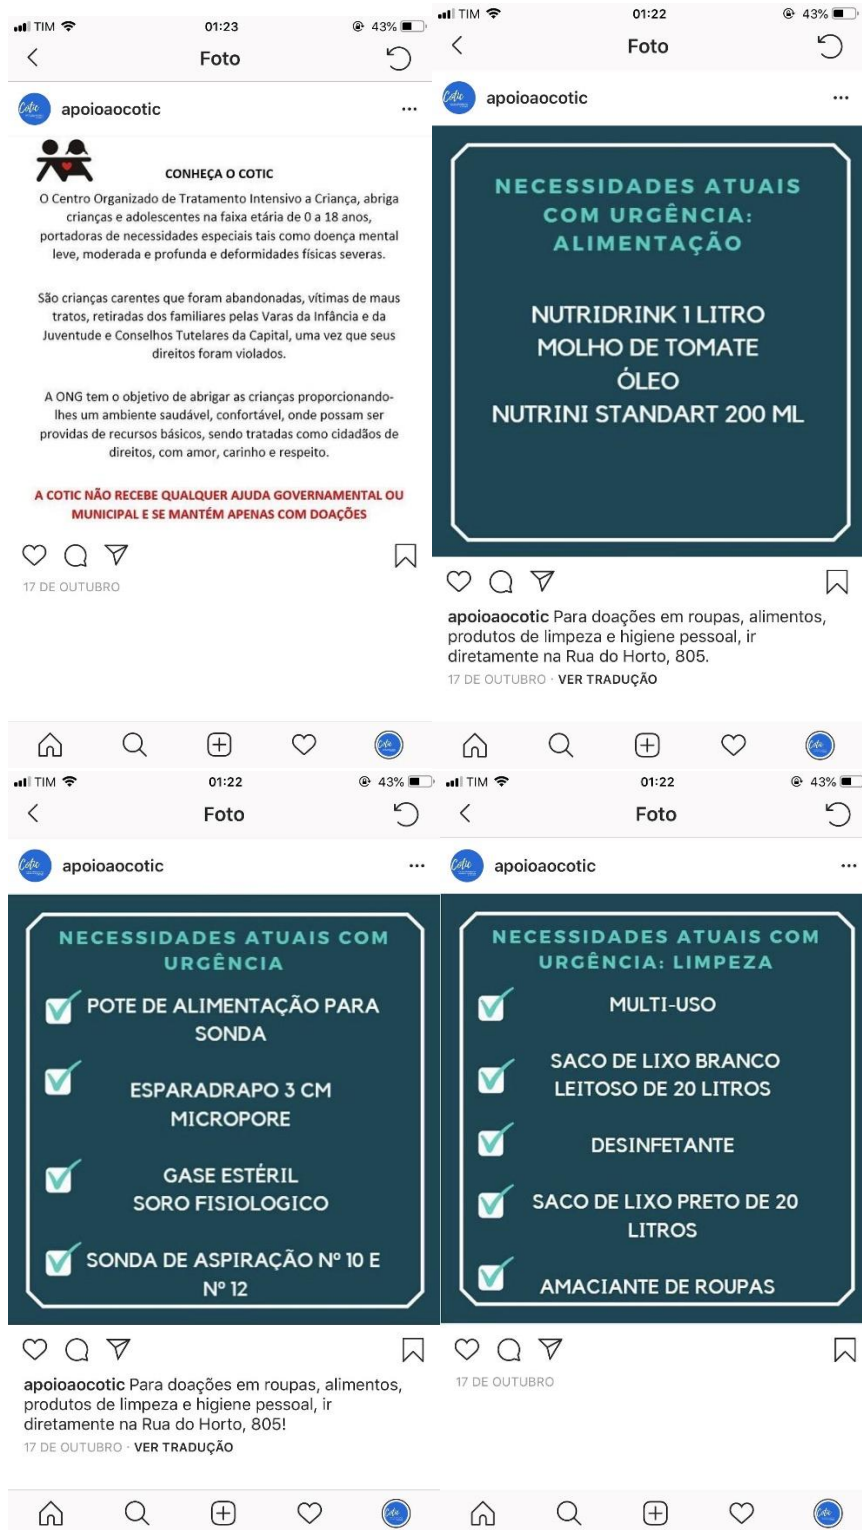 TIM 01:23 43%
Foto
apoioaocotic
CONHEÇA O COTIC
O Centro Organizado de Tratamento Intensivo a Criança, abriga
crianças e adolescentes na faixa etária de 0 a 18 anos,
portadoras de necessidades especiais tais como doença mental
leve, moderada e profunda e deformidades físicas severas.
São crianças carentes que foram abandonadas, vítimas de maus
tratos, retiradas dos familiares pelas Varas da Infância e da
Juventude e Conselhos Tutelares da Capital, uma vez que seus
direitos foram violados.
A ONG tem o objetivo de abrigar as crianças proporcionando-
lhes um ambiente saudável, confortável, onde possam ser
providas de recursos básicos, sendo tratadas como cidadãos de
direitos, com amor, carinho e respeito.
A COTIC NÃO RECEBE QUALQUER AJUDA GOVERNAMENTAL OU
MUNICIPAL E SE MANTÉM APENAS COM DOAÇÕES
17 DE OUTUBRO
TIM 01:22 43%
Foto
Cotic
apoioaocotic
NECESSIDADES ATUAIS
COM URGÊNCIA:
ALIMENTAÇÃO
NUTRIDRINK 1 LITRO
MOLHO DE TOMATE
ÓLEO
NUTRINI STANDART 200 ML
apoioaocotic Para doações em roupas, alimentos,
produtos de limpeza e higiene pessoal, ir
diretamente na Rua do Horto, 805.
17 DE OUTUBRO · VER TRADUÇÃO
TIM 01:22 43%
Foto
Cotic
apoioaocotic
NECESSIDADES ATUAIS COM
URGÊNCIA
POTE DE ALIMENTAÇÃO PARA
SONDA
ESPARADRAPO 3 CM
MICROPORE
GASE ESTÉRIL
SORO FISIOLOGICO
SONDA DE ASPIRAÇÃO Nº 10 E
Nº 12
apoioaocotic Para doações em roupas, alimentos,
produtos de limpeza e higiene pessoal, ir
diretamente na Rua do Horto, 805!
17 DE OUTUBRO · VER TRADUÇÃO
TIM 01:22 43%
Foto
Cotic
apoioaocotic
NECESSIDADES ATUAIS COM
URGÊNCIA: LIMPEZA
MULTI-USO
SACO DE LIXO BRANCO
LEITOSO DE 20 LITROS
DESINFETANTE
SACO DE LIXO PRETO DE 20
LITROS
AMACIANTE DE ROUPAS
17 DE OUTUBRO